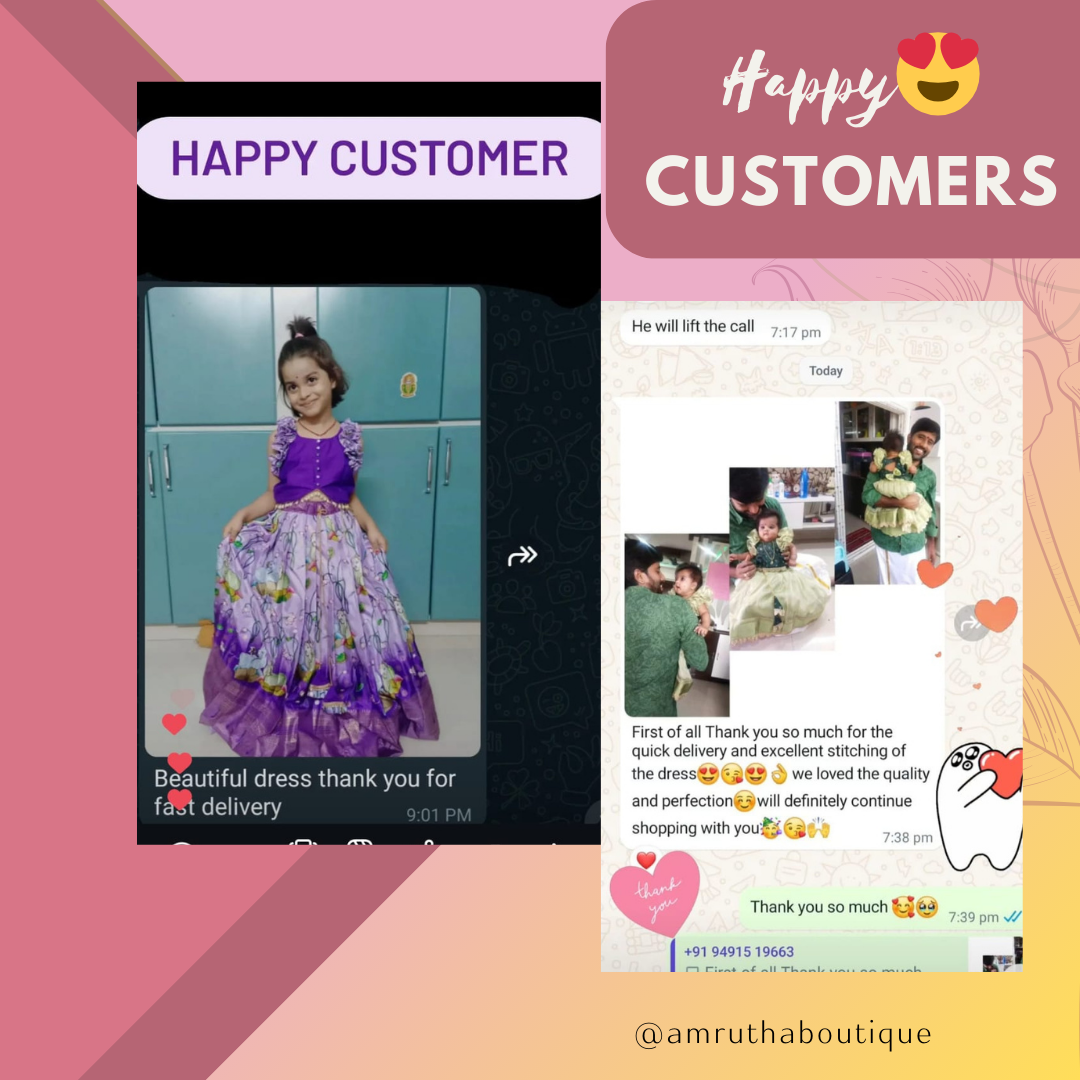 Happy😍
CUSTOMERS
HAPPY CUSTOMER
Beautiful dress thank you for
fast delivery
9:01 PM
He will lift the call 7:17 pm
Today
First of all Thank you so much for the
quick delivery and excellent stitching of
the dress😍😘😍👌 we loved the quality
and perfection☺️will definitely continue
shopping with you🥳😘🙌
7:38 pm
thank
you
Thank you so much 🥰🥹 7:39 pm
+91 94915 19663
First of all Thank you so much
@amruthaboutique